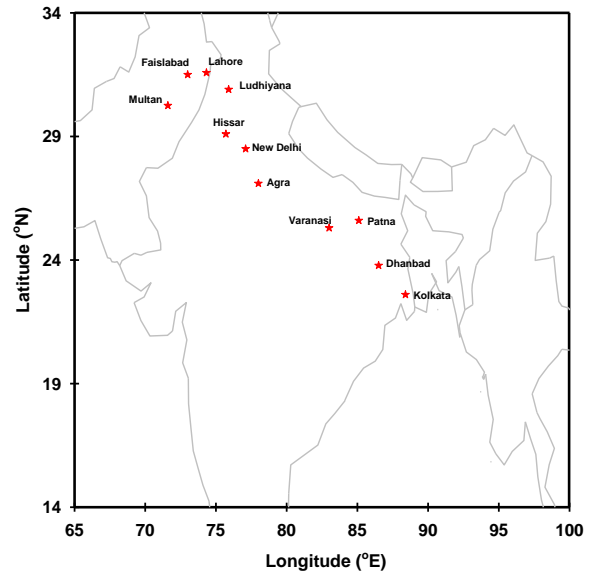 34
Faislabad
Lahore
Ludhiyana
Multan
Hissar
29
New Delhi
Agra
Varanasi
Patna
24
Dhanbad
Kolkata
19
14
65 70 75 80 85 90 95 100
Latitude (°N)
Longitude (°E)